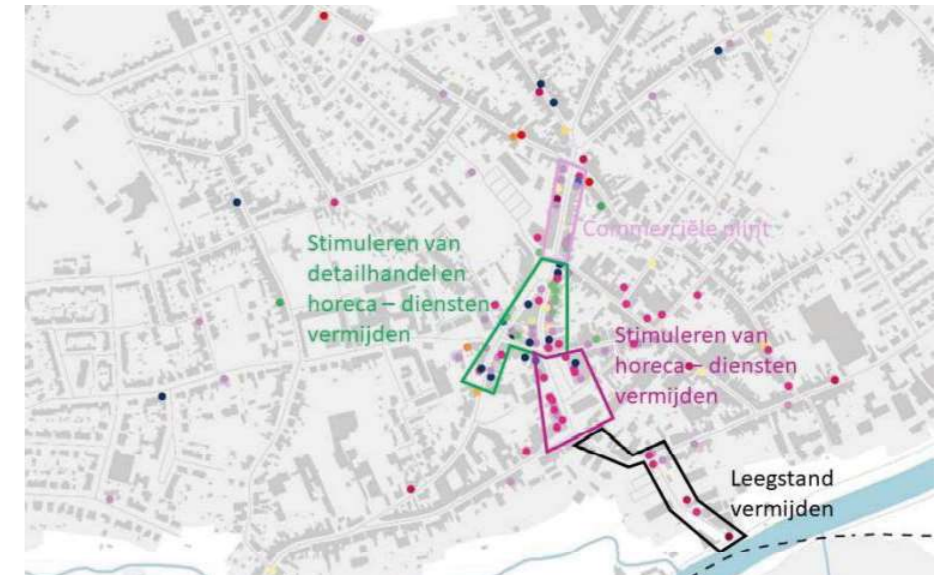 Commerciële plint
Stimuleren van
detailhandel en
horeca – diensten
vermijden
Stimuleren van
horeca – diensten
vermijden
Leegstand
vermijden